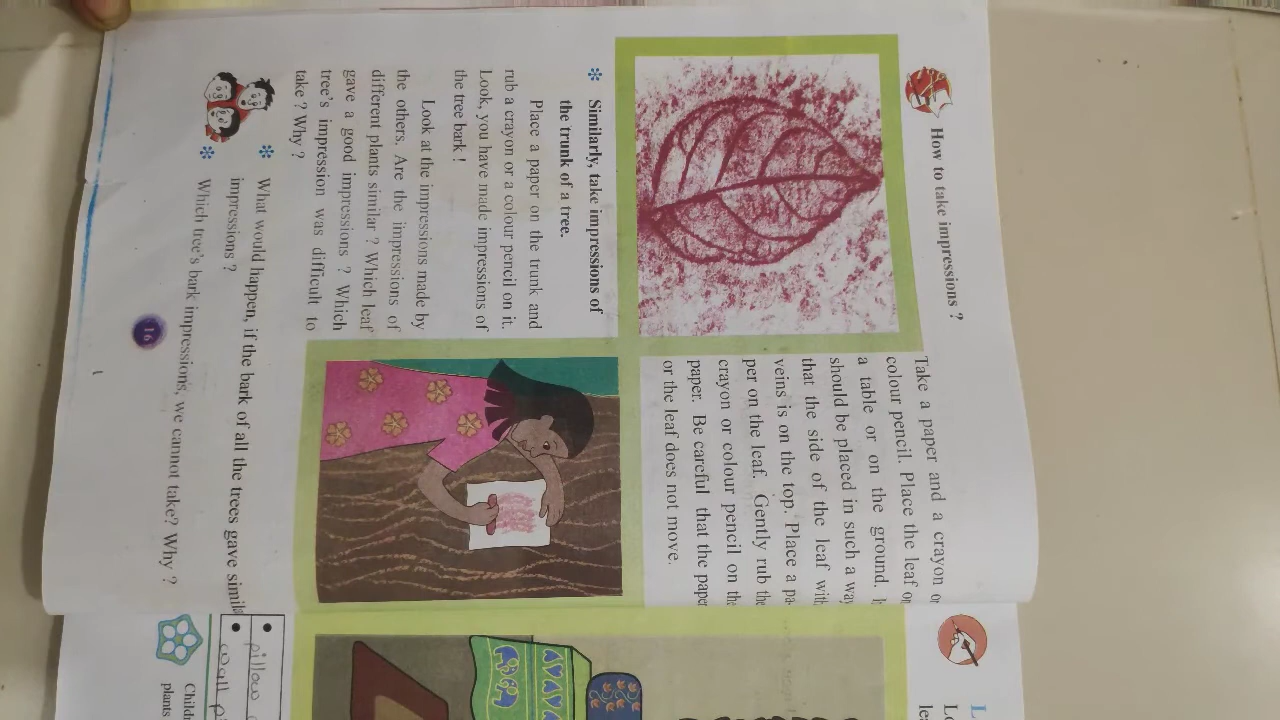 How to take impressions ?
Take a paper and a crayon or
colour pencil. Place the leaf on
a table or on the ground. It
should be placed in such a way
that the side of the leaf with
veins is on the top. Place a pa-
per on the leaf. Gently rub the
crayon or colour pencil on the
paper. Be careful that the paper
or the leaf does not move.
Similarly, take impressions of
the trunk of a tree.
Place a paper on the trunk and
rub a crayon or a colour pencil on it.
Look, you have made impressions of
the tree bark !
Look at the impressions made by
the others. Are the impressions of
different plants similar ? Which leaf
gave a good impressions ? Which
tree's impression was difficult to
take ? Why ?
What would happen, if the bark of all the trees gave simila
impressions ?
Which tree's bark impressions, we cannot take? Why ?
16
L
Lo
lea
pillow
wall p
Childr
plants